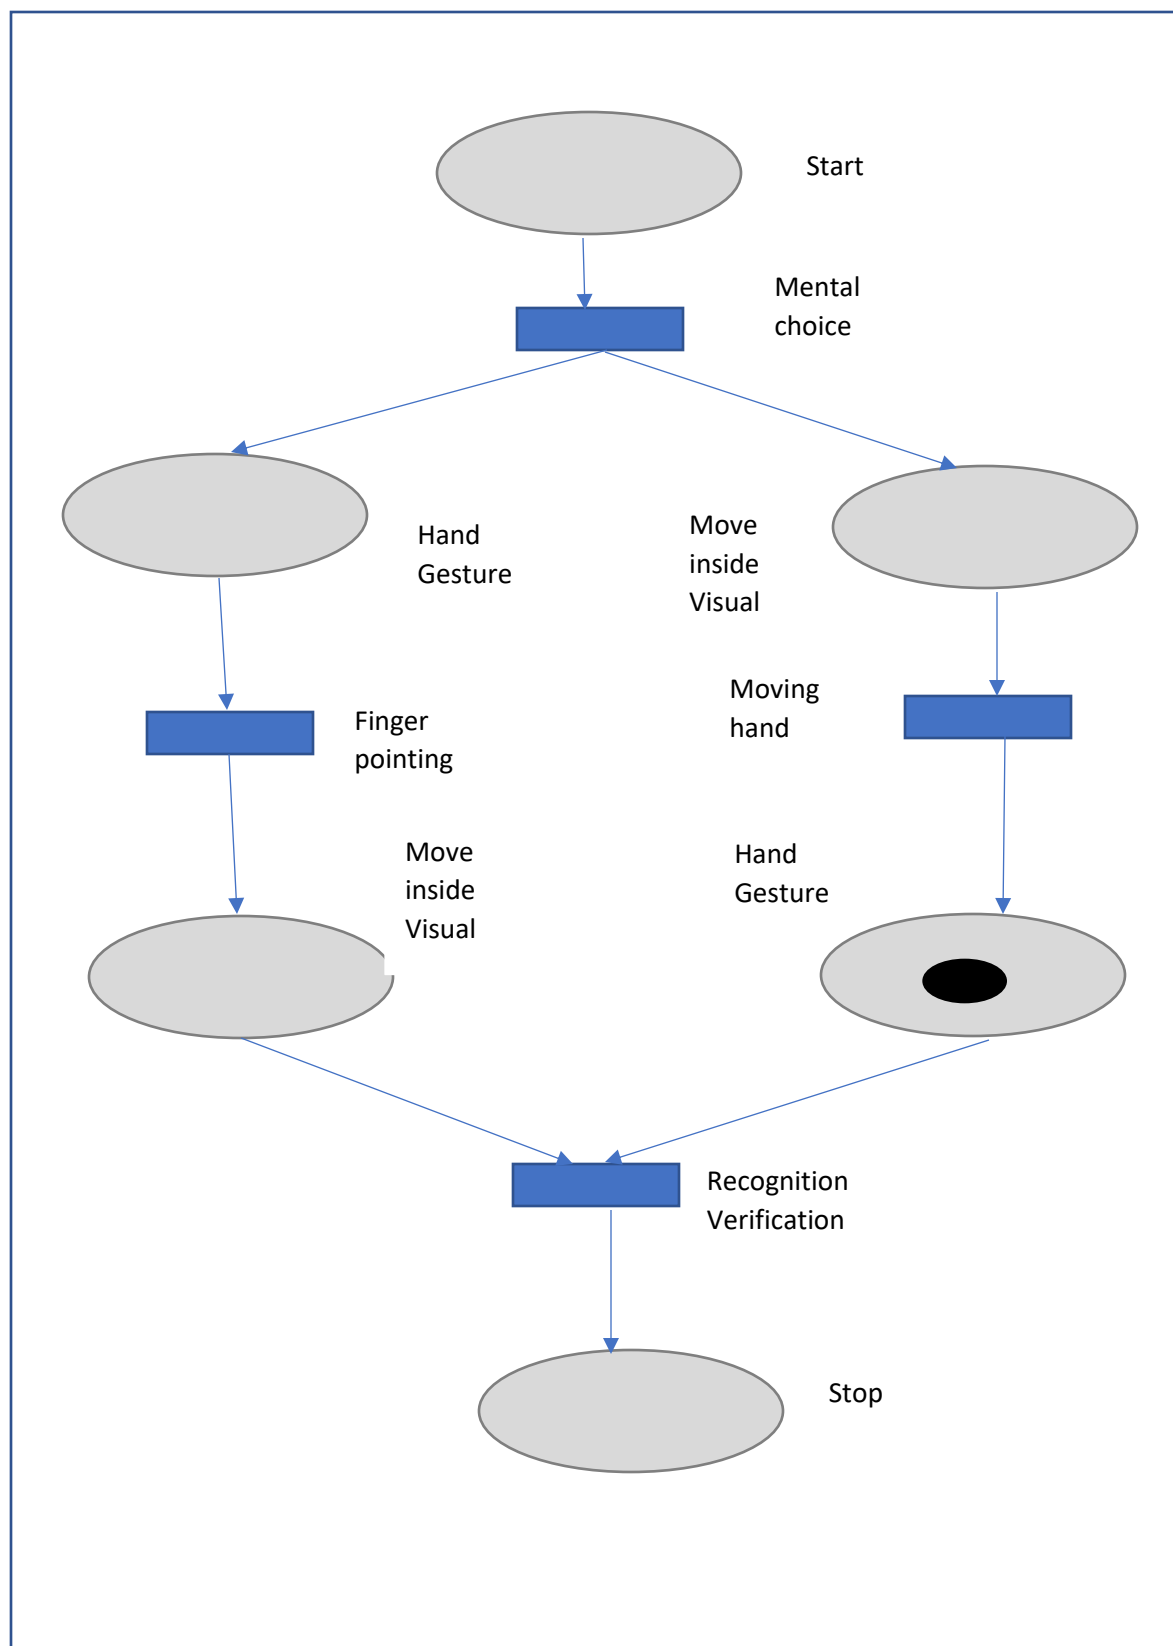 Start
Mental
choice
Hand
Gesture
Move
inside
Visual
Finger
pointing
Moving
hand
Move
inside
Visual
Hand
Gesture
Recognition
Verification
Stop